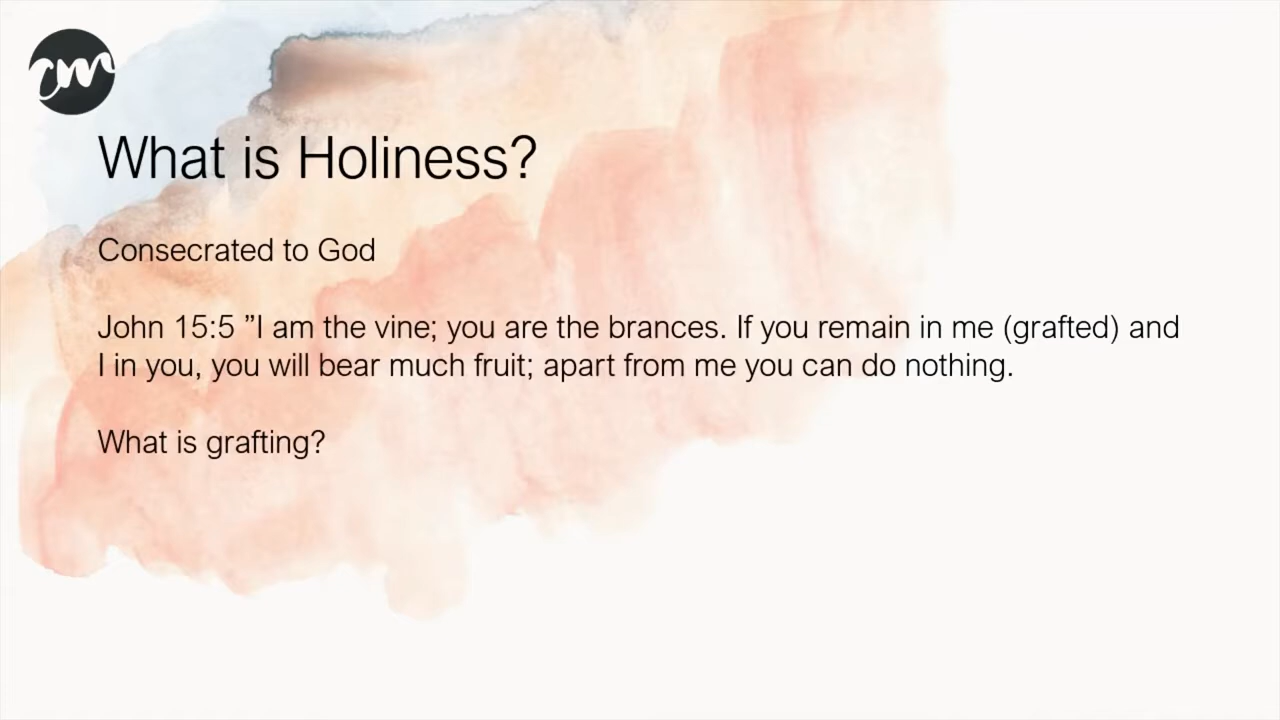 cm
What is Holiness?
Consecrated to God
John 15:5 ”I am the vine; you are the brances. If you remain in me (grafted) and
I in you, you will bear much fruit; apart from me you can do nothing.
What is grafting?